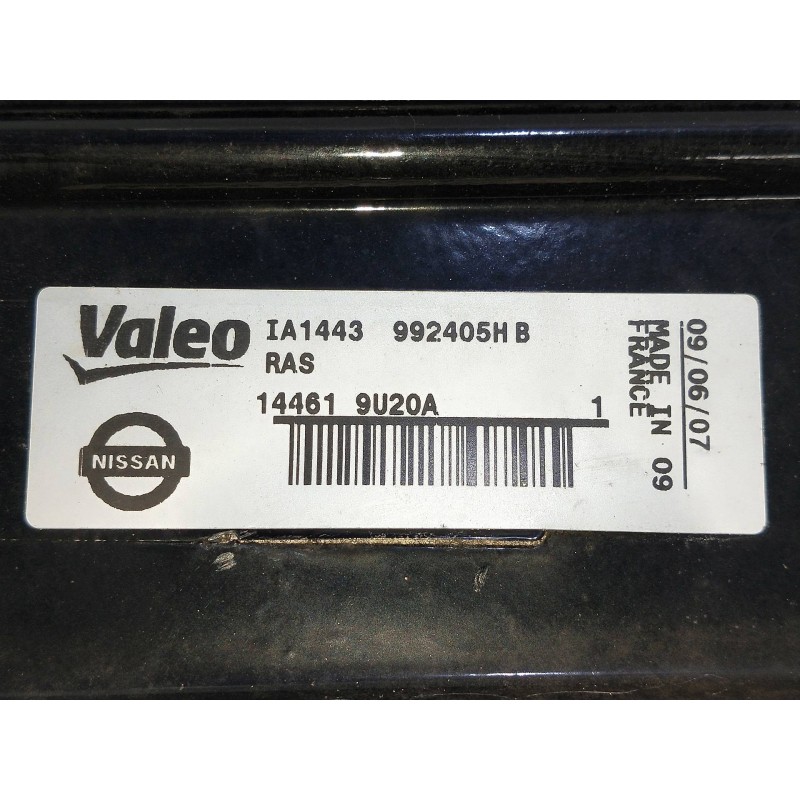 Valeo
IA1443 992405H B
RAS
14461 9U20A 1
NISSAN
MADE IN 09
FRANCE
09/06/07